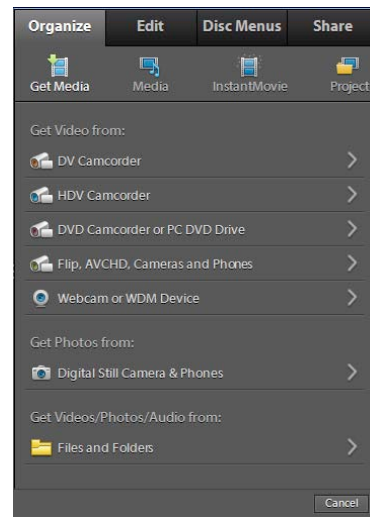 Organize Edit Disc Menus Share
Get Media Media InstantMovie Project
Get Video from:
DV Camcorder
HDV Camcorder
DVD Camcorder or PC DVD Drive
Flip, AVCHD, Cameras and Phones
Webcam or WDM Device
Get Photos from:
Digital Still Camera & Phones
Get Videos/Photos/Audio from:
Files and Folders
Cancel